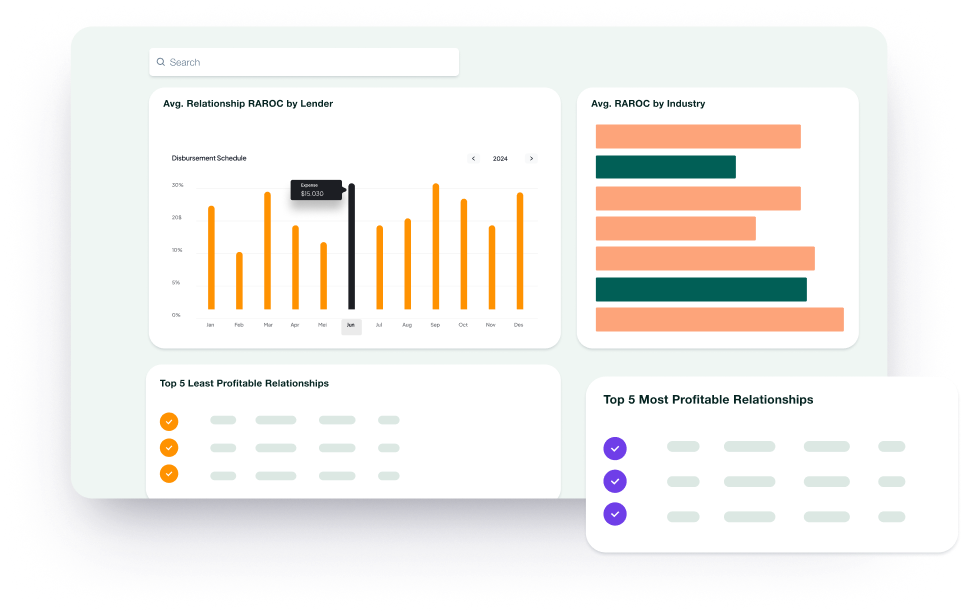 Search
Avg. Relationship RAROC by Lender
Disbursement Schedule
2024
30%
20$
10%
5%
0%
Expense
$15.030
Jan Feb Mar Apr Mei Jun Jul Aug Sep Oct Nov Des
Avg. RAROC by Industry
Top 5 Least Profitable Relationships
Top 5 Most Profitable Relationships